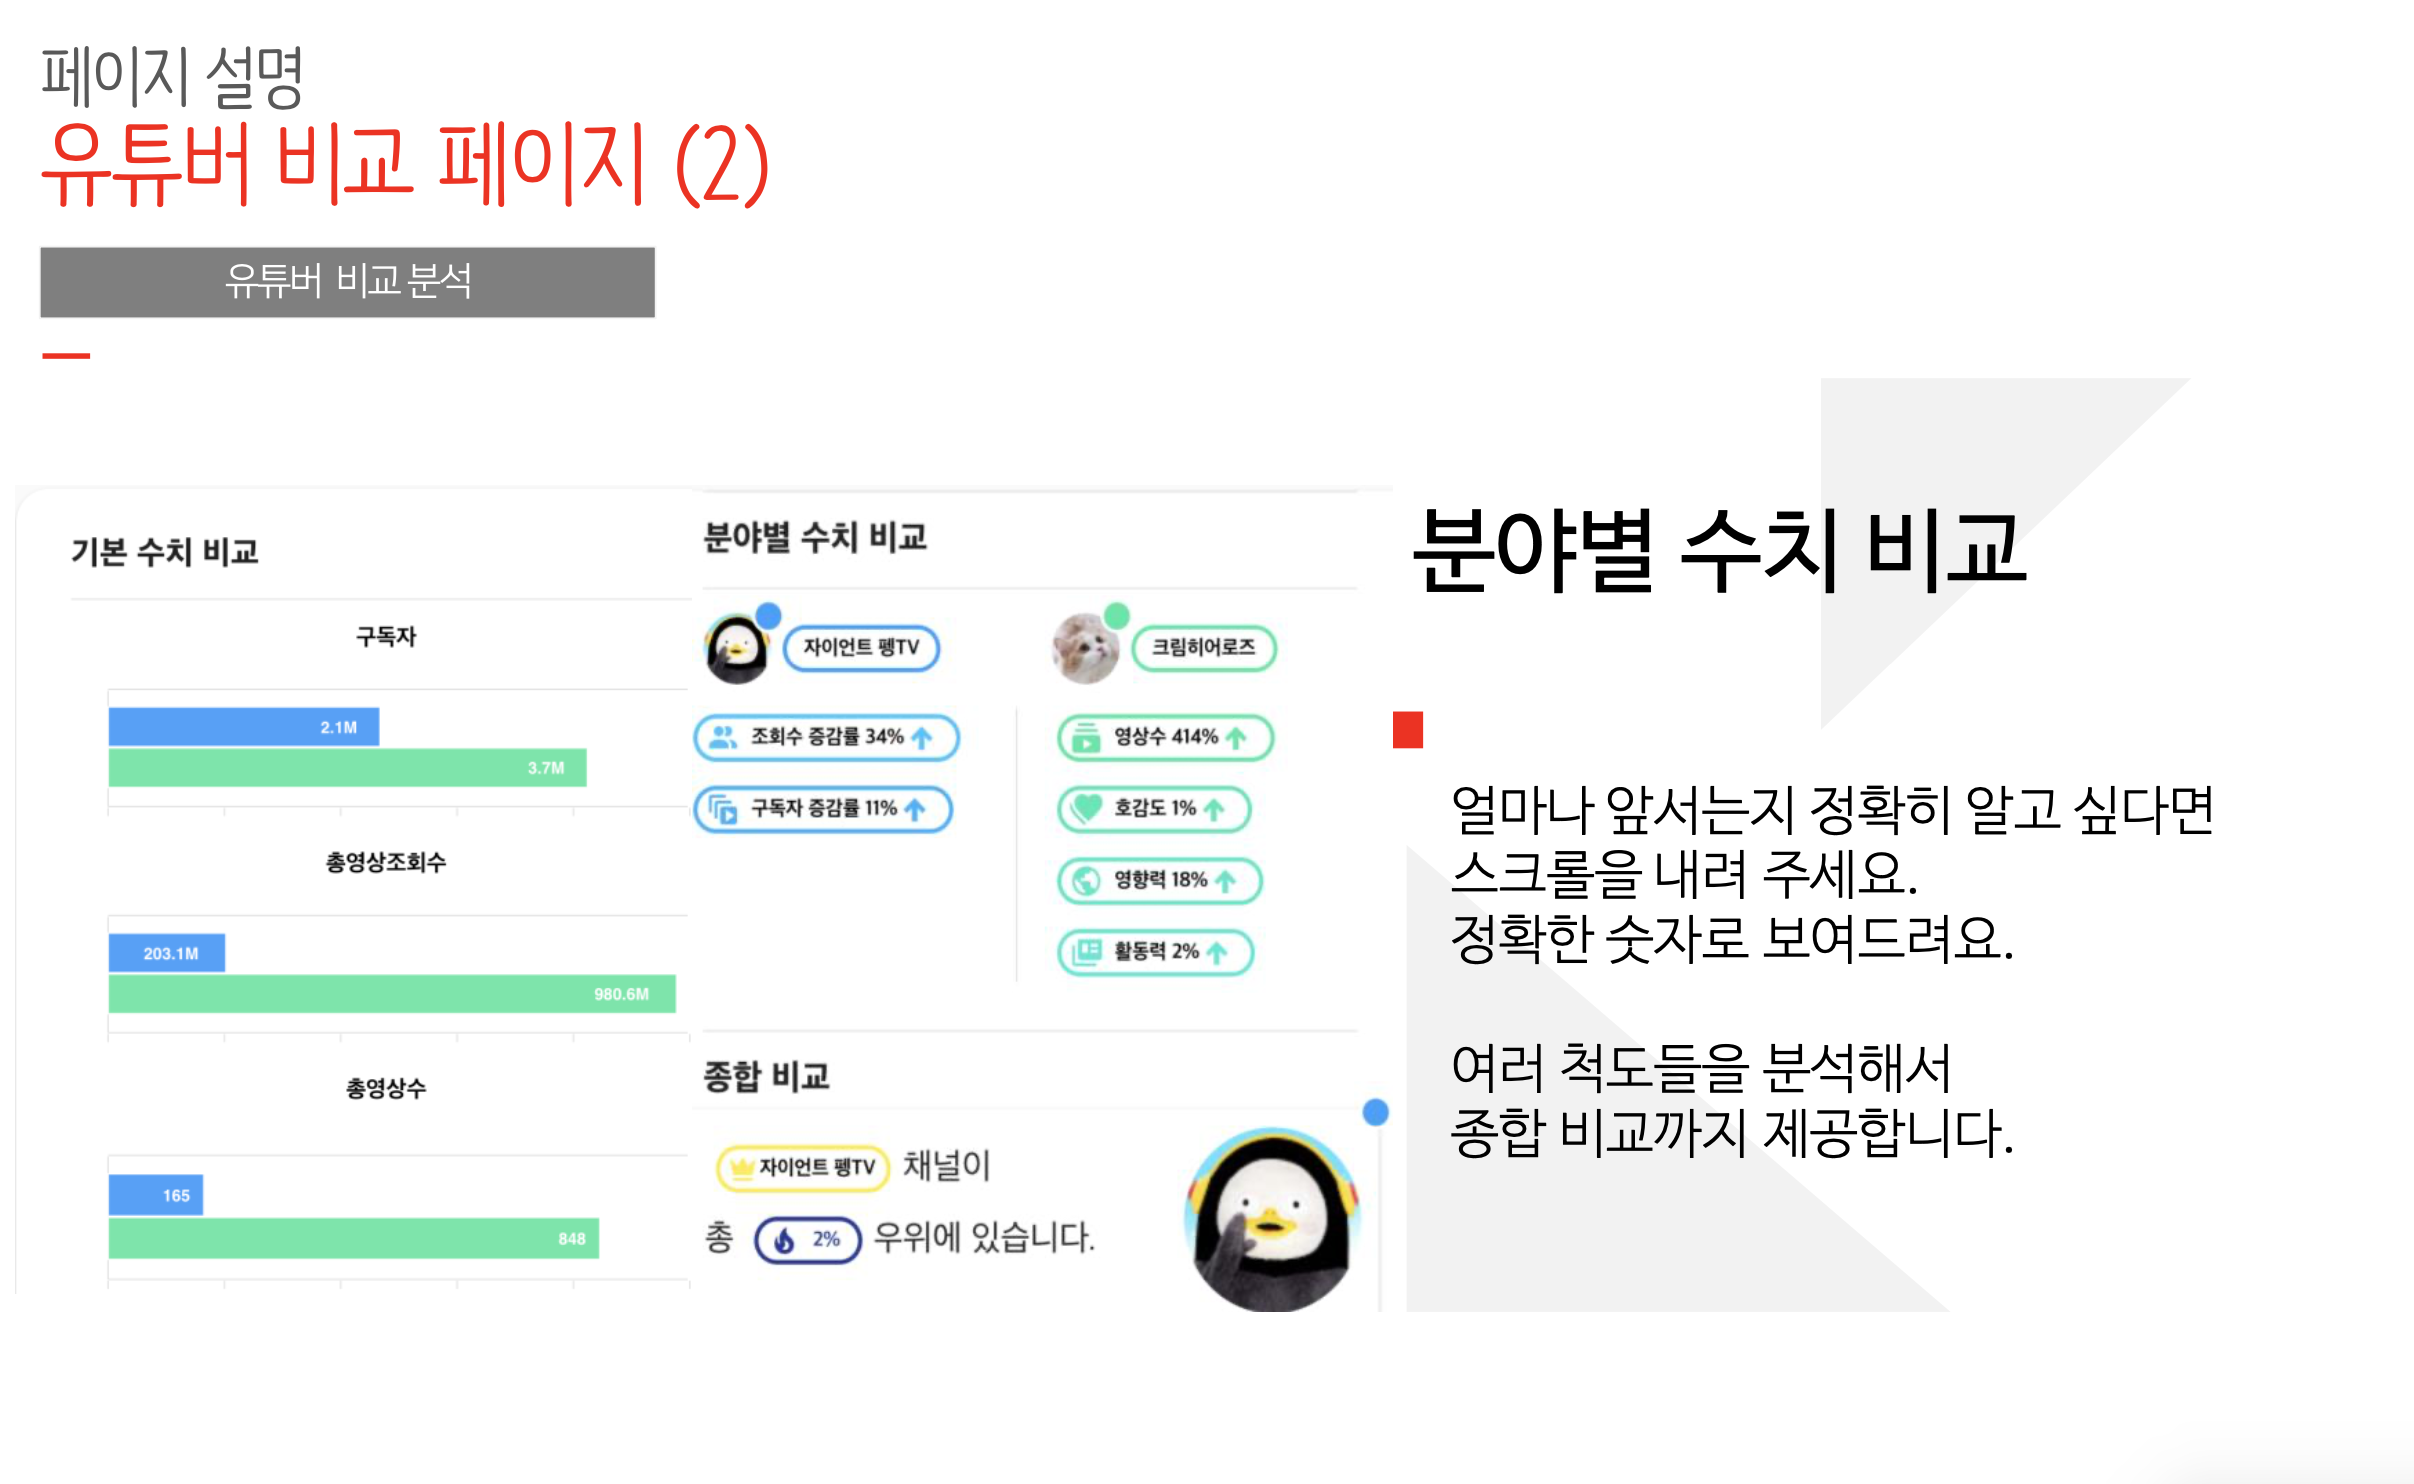 페이지 설명
유튜버 비교 페이지 (2)
유튜버 비교 분석
기본 수치 비교
구독자
2.1M
3.7M
총영상조회수
203.1M
980.6M
총영상수
165
848
분야별 수치 비교
자이언트 펭TV
크림히어로즈
조회수 증감률 34%
구독자 증감률 11%
영상수 414%
호감도 1%
영향력 18%
활동력 2%
종합 비교
자이언트 펭TV 채널이
총 2% 우위에 있습니다.
분야별 수치 비교
얼마나 앞서는지 정확히 알고 싶다면
스크롤을 내려 주세요.
정확한 숫자로 보여드려요.
여러 척도들을 분석해서
종합 비교까지 제공합니다.